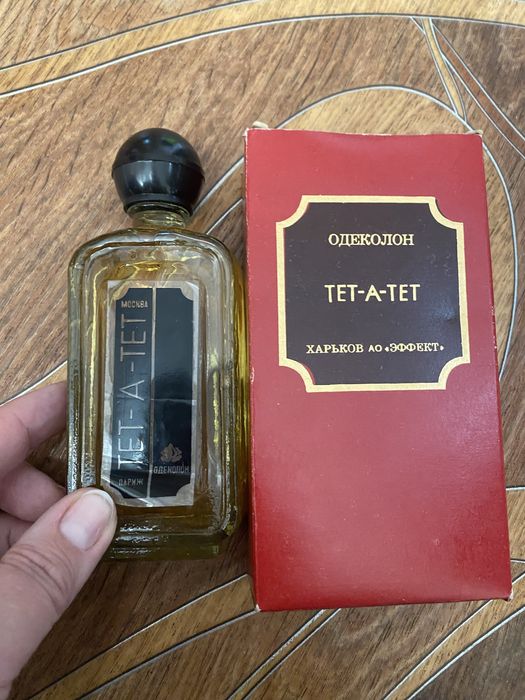 МОСКВА
ТЕТ-А-ТЕТ
ПАРИЖ
ОДЕКОЛОН
ОДЕКОЛОН
ТЕТ-А-ТЕТ
ХАРЬКОВ АО «ЭФФЕКТ»